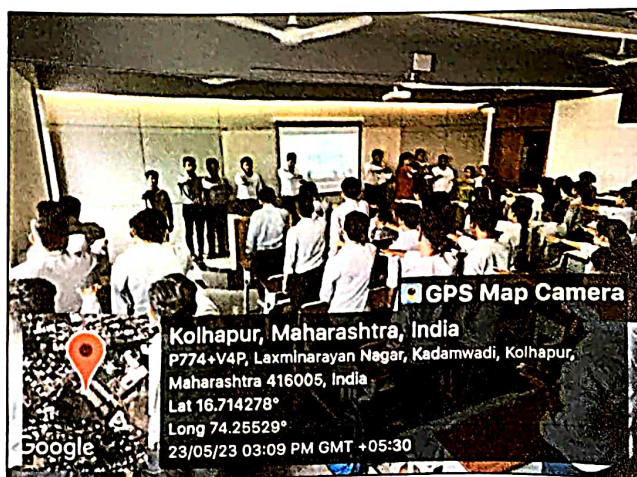 GPS Map Camera
Kolhapur, Maharashtra, India
P774+V4P, Laxminarayan Nagar, Kadamwadi, Kolhapur,
Maharashtra 416005, India
Lat 16.714278°
Long 74.25529°
23/05/23 03:09 PM GMT +05:30
Google